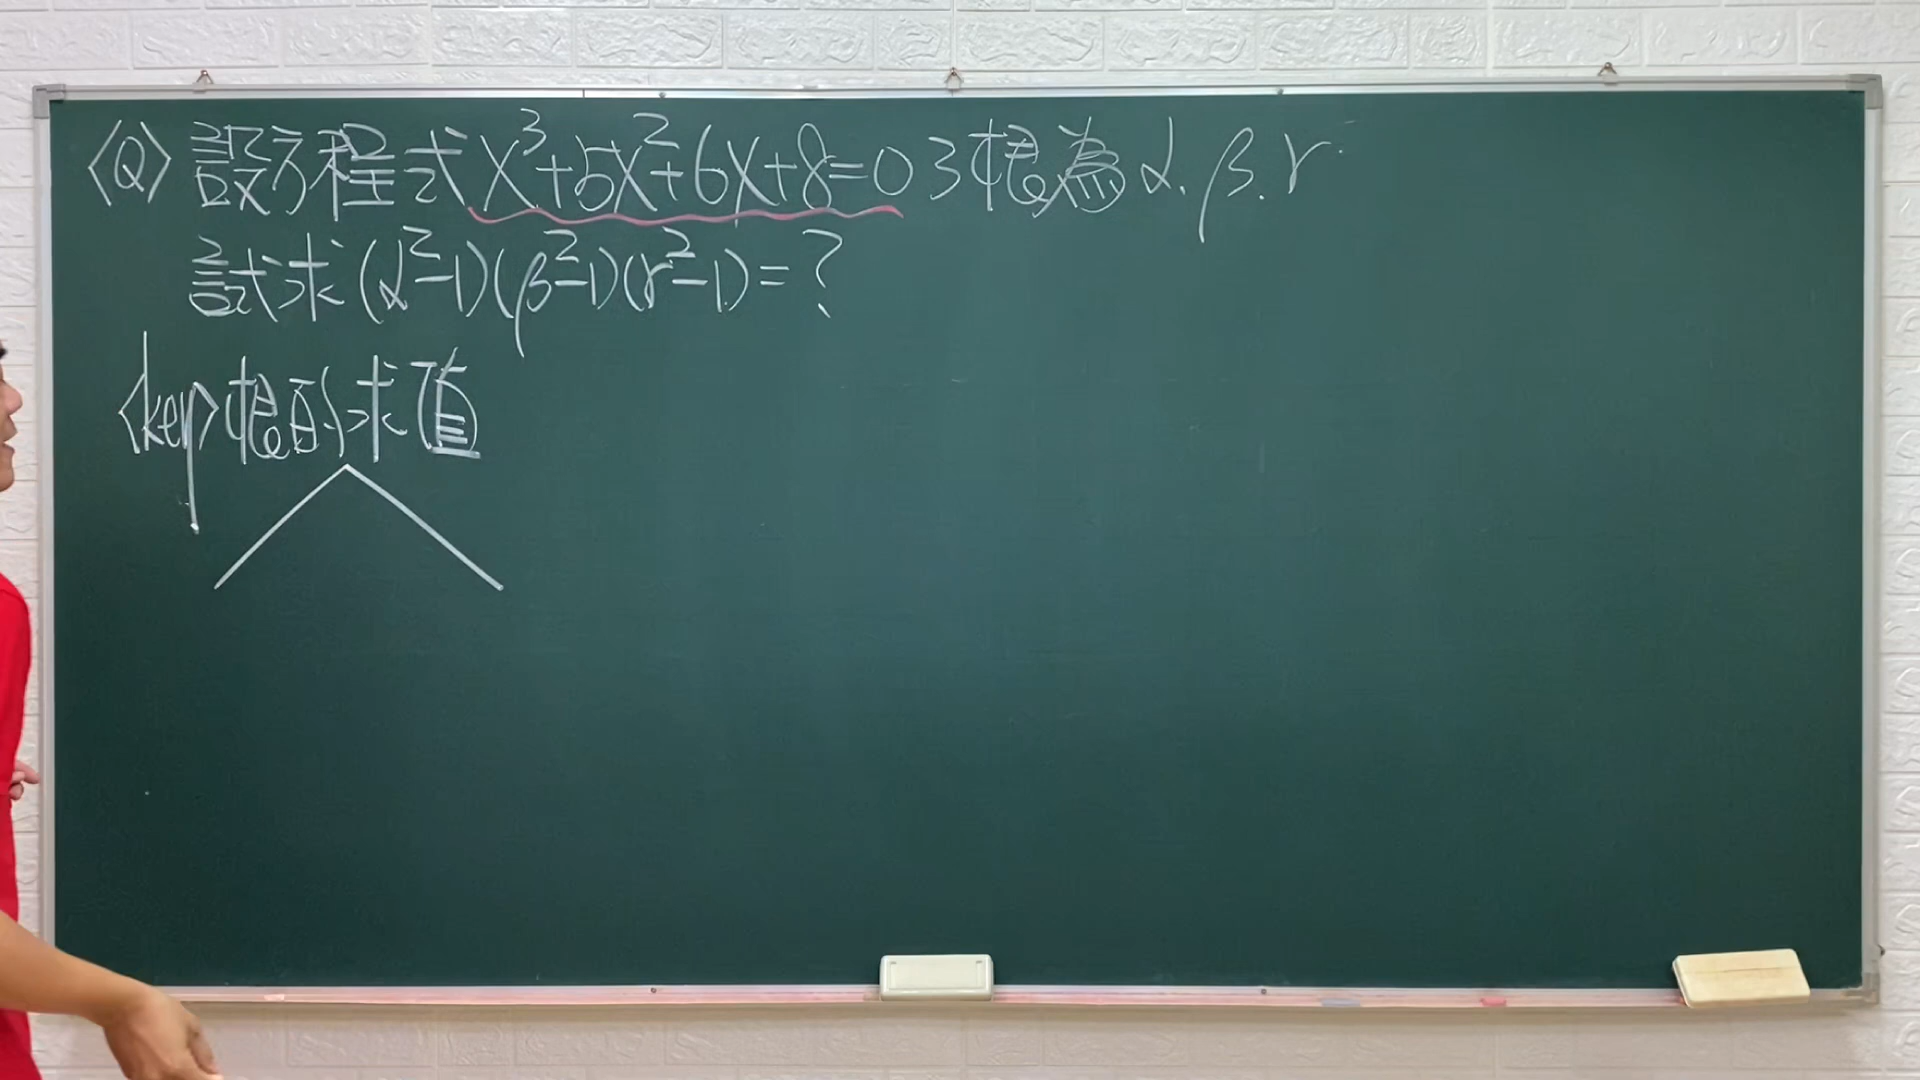 〈Q〉設方程式x³+5x²+6x+8=0 3根為α.β.γ.
試求(α²-1)(β²-1)(γ²-1)=?
〈key〉根的求值